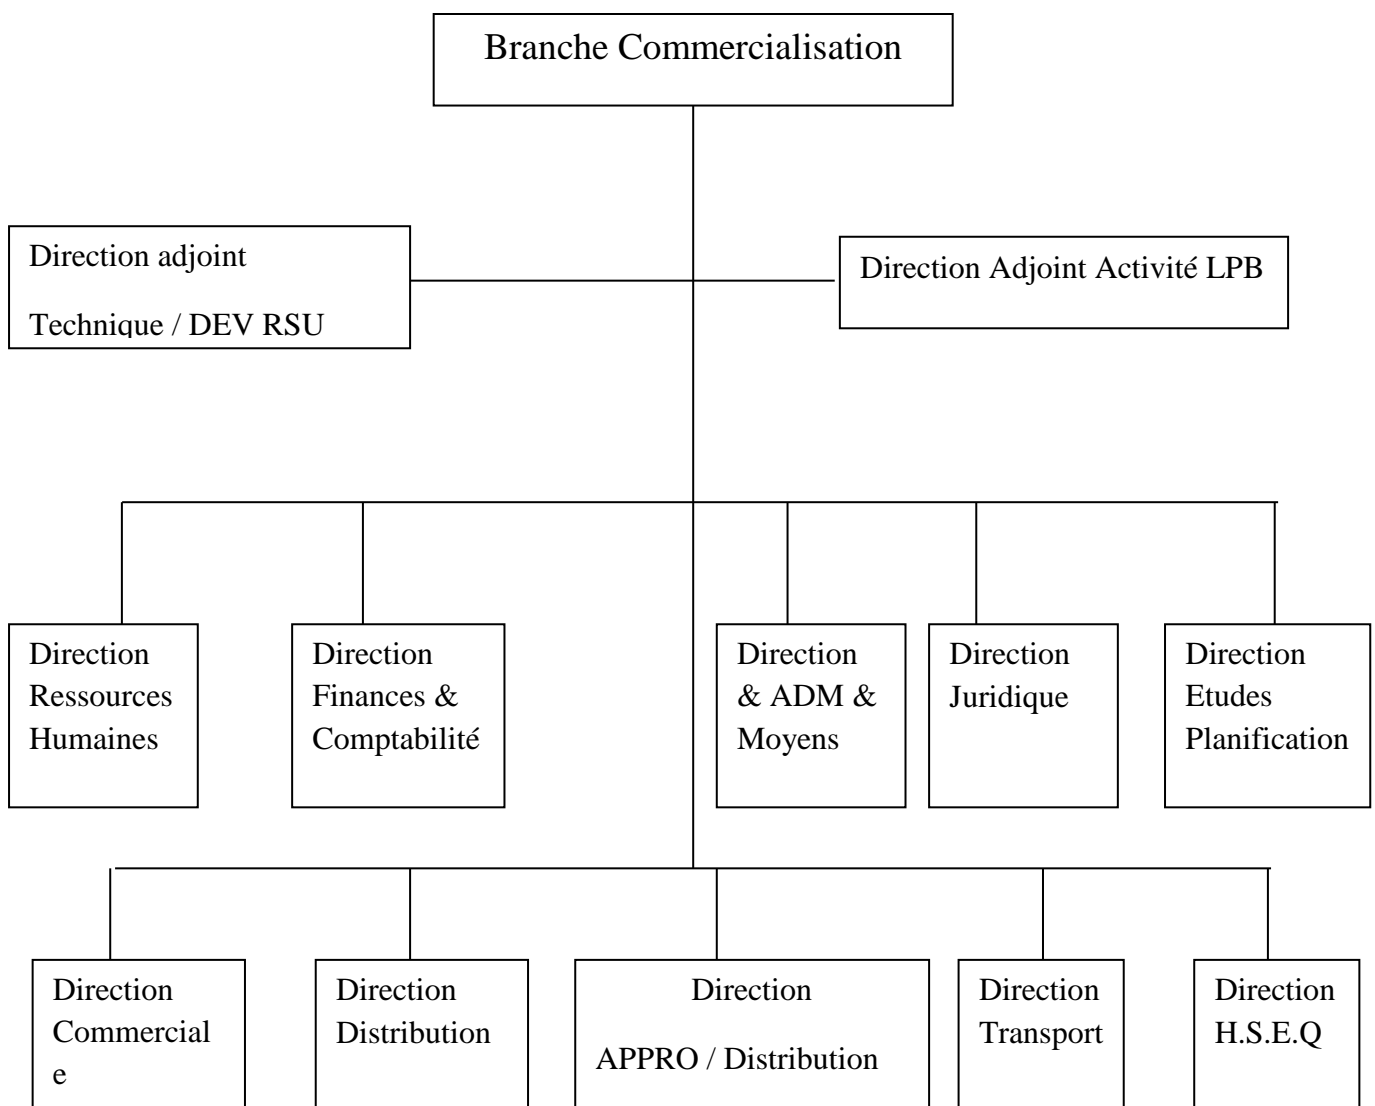 Branche Commercialisation
Direction adjoint
Technique / DEV RSU
Direction Adjoint Activité LPB
Direction
Ressources
Humaines
Direction
Finances &
Comptabilité
Direction
& ADM &
Moyens
Direction
Juridique
Direction
Etudes
Planification
Direction
Commercial
e
Direction
Distribution
Direction
APPRO / Distribution
Direction
Transport
Direction
H.S.E.Q